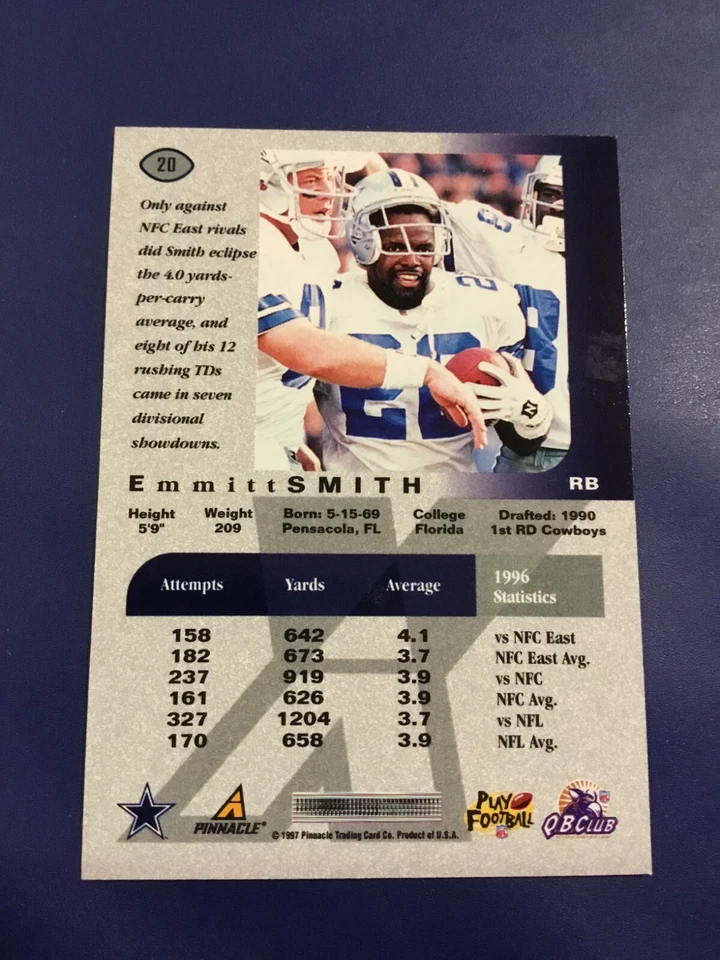 20
Only against
NFC East rivals
did Smith eclipse
the 4.0 yards-
per-carry
average, and
eight of his 12
rushing TDs
came in seven
divisional
showdowns.
22
8
Emmitt SMITH RB
Height Weight Born: 5-15-69 College Drafted: 1990
5'9" 209 Pensacola, FL Florida 1st RD Cowboys
Attempts Yards Average 1996
Statistics
158 642 4.1 vs NFC East
182 673 3.7 NFC East Avg.
237 919 3.9 vs NFC
161 626 3.9 NFC Avg.
327 1204 3.7 vs NFL
170 658 3.9 NFL Avg.
PINNACLE®
© 1997 Pinnacle Trading Card Co. Product of U.S.A.
PLAY
FOOTBALL
Q.B.CLUB